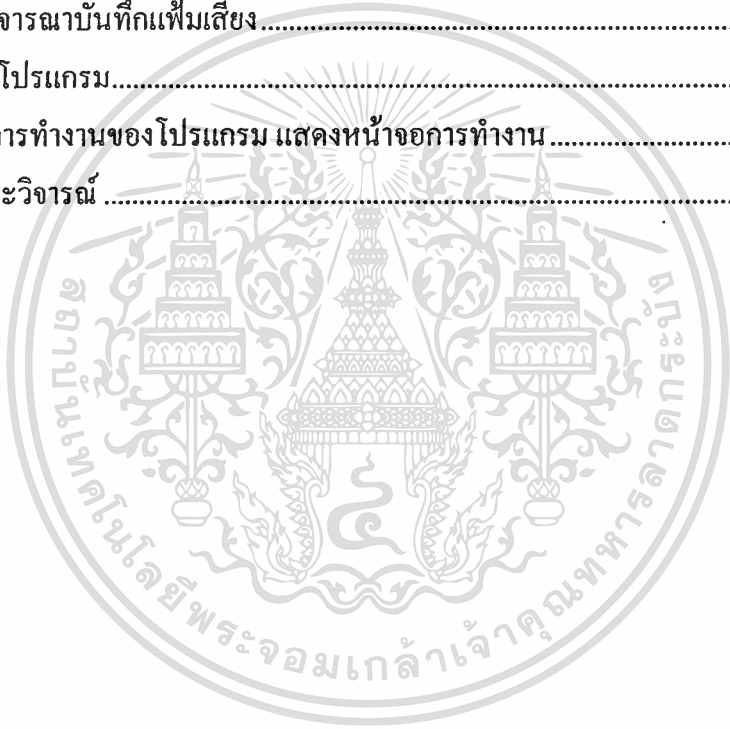 จารณาบันทึกแฟ้มเสียง
โปรแกรม
การทำงานของโปรแกรม แสดงหน้าจอการทำงาน
ะวิจารณ์
สถาบันเทคโนโลยีพระจอมเกล้าเจ้าคุณทหารลาดกระบัง
๔